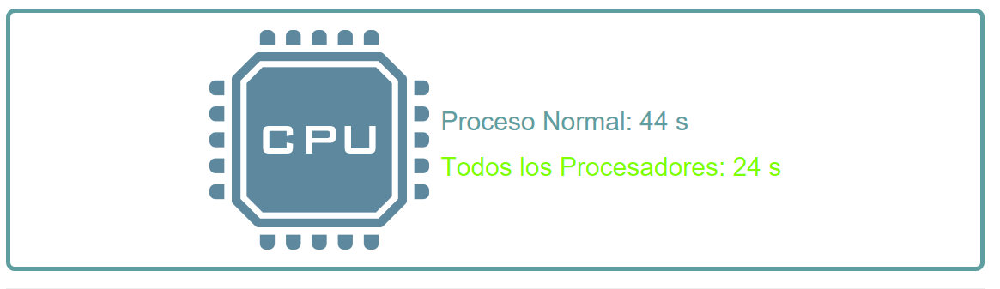 CPU
Proceso Normal: 44 s
Todos los Procesadores: 24 s